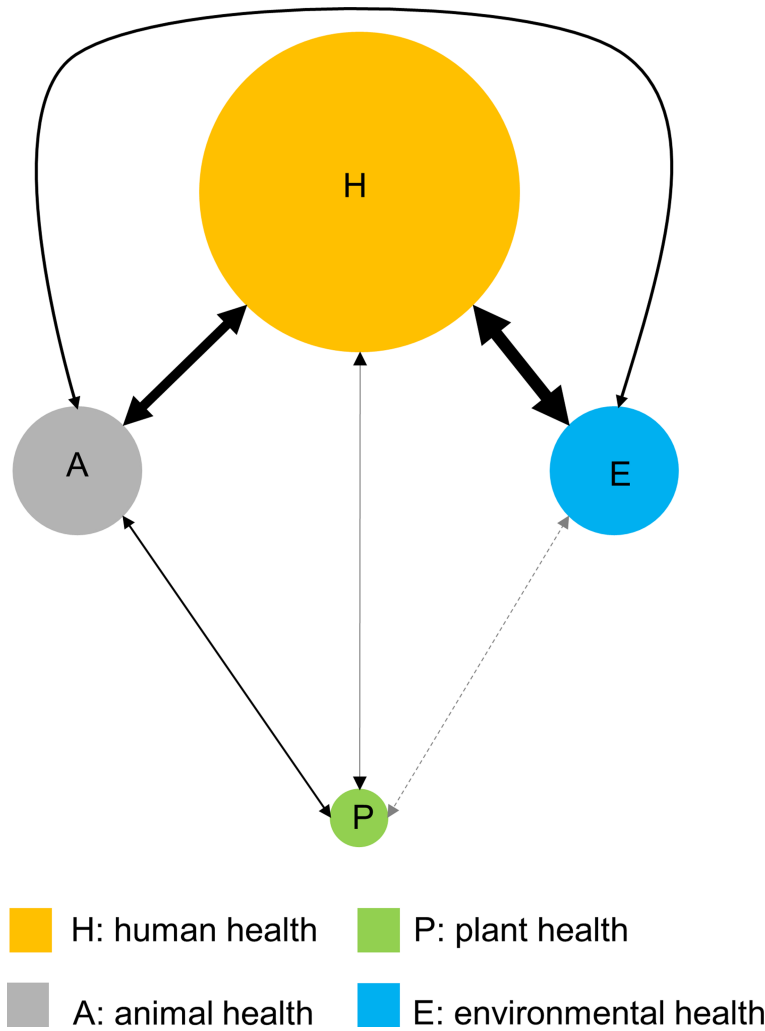 H
A
E
P
H: human health
P: plant health
A: animal health
E: environmental health